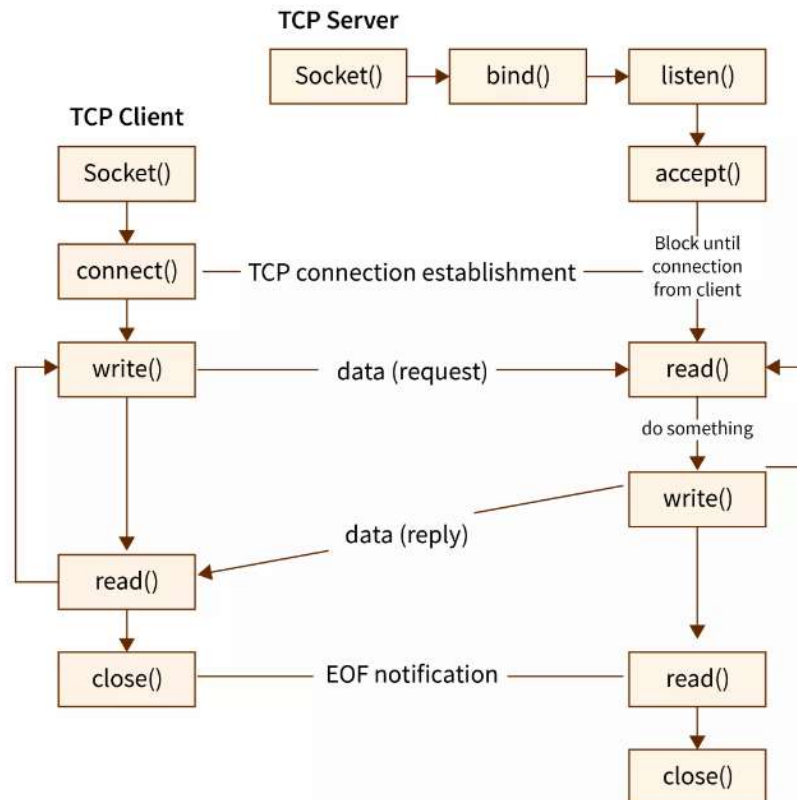 TCP Server
Socket()
bind()
listen()
TCP Client
Socket()
accept()
connect()
TCP connection establishment
Block until
connection
from client
write()
data (request)
read()
do something
write()
data (reply)
read()
close()
EOF notification
read()
close()